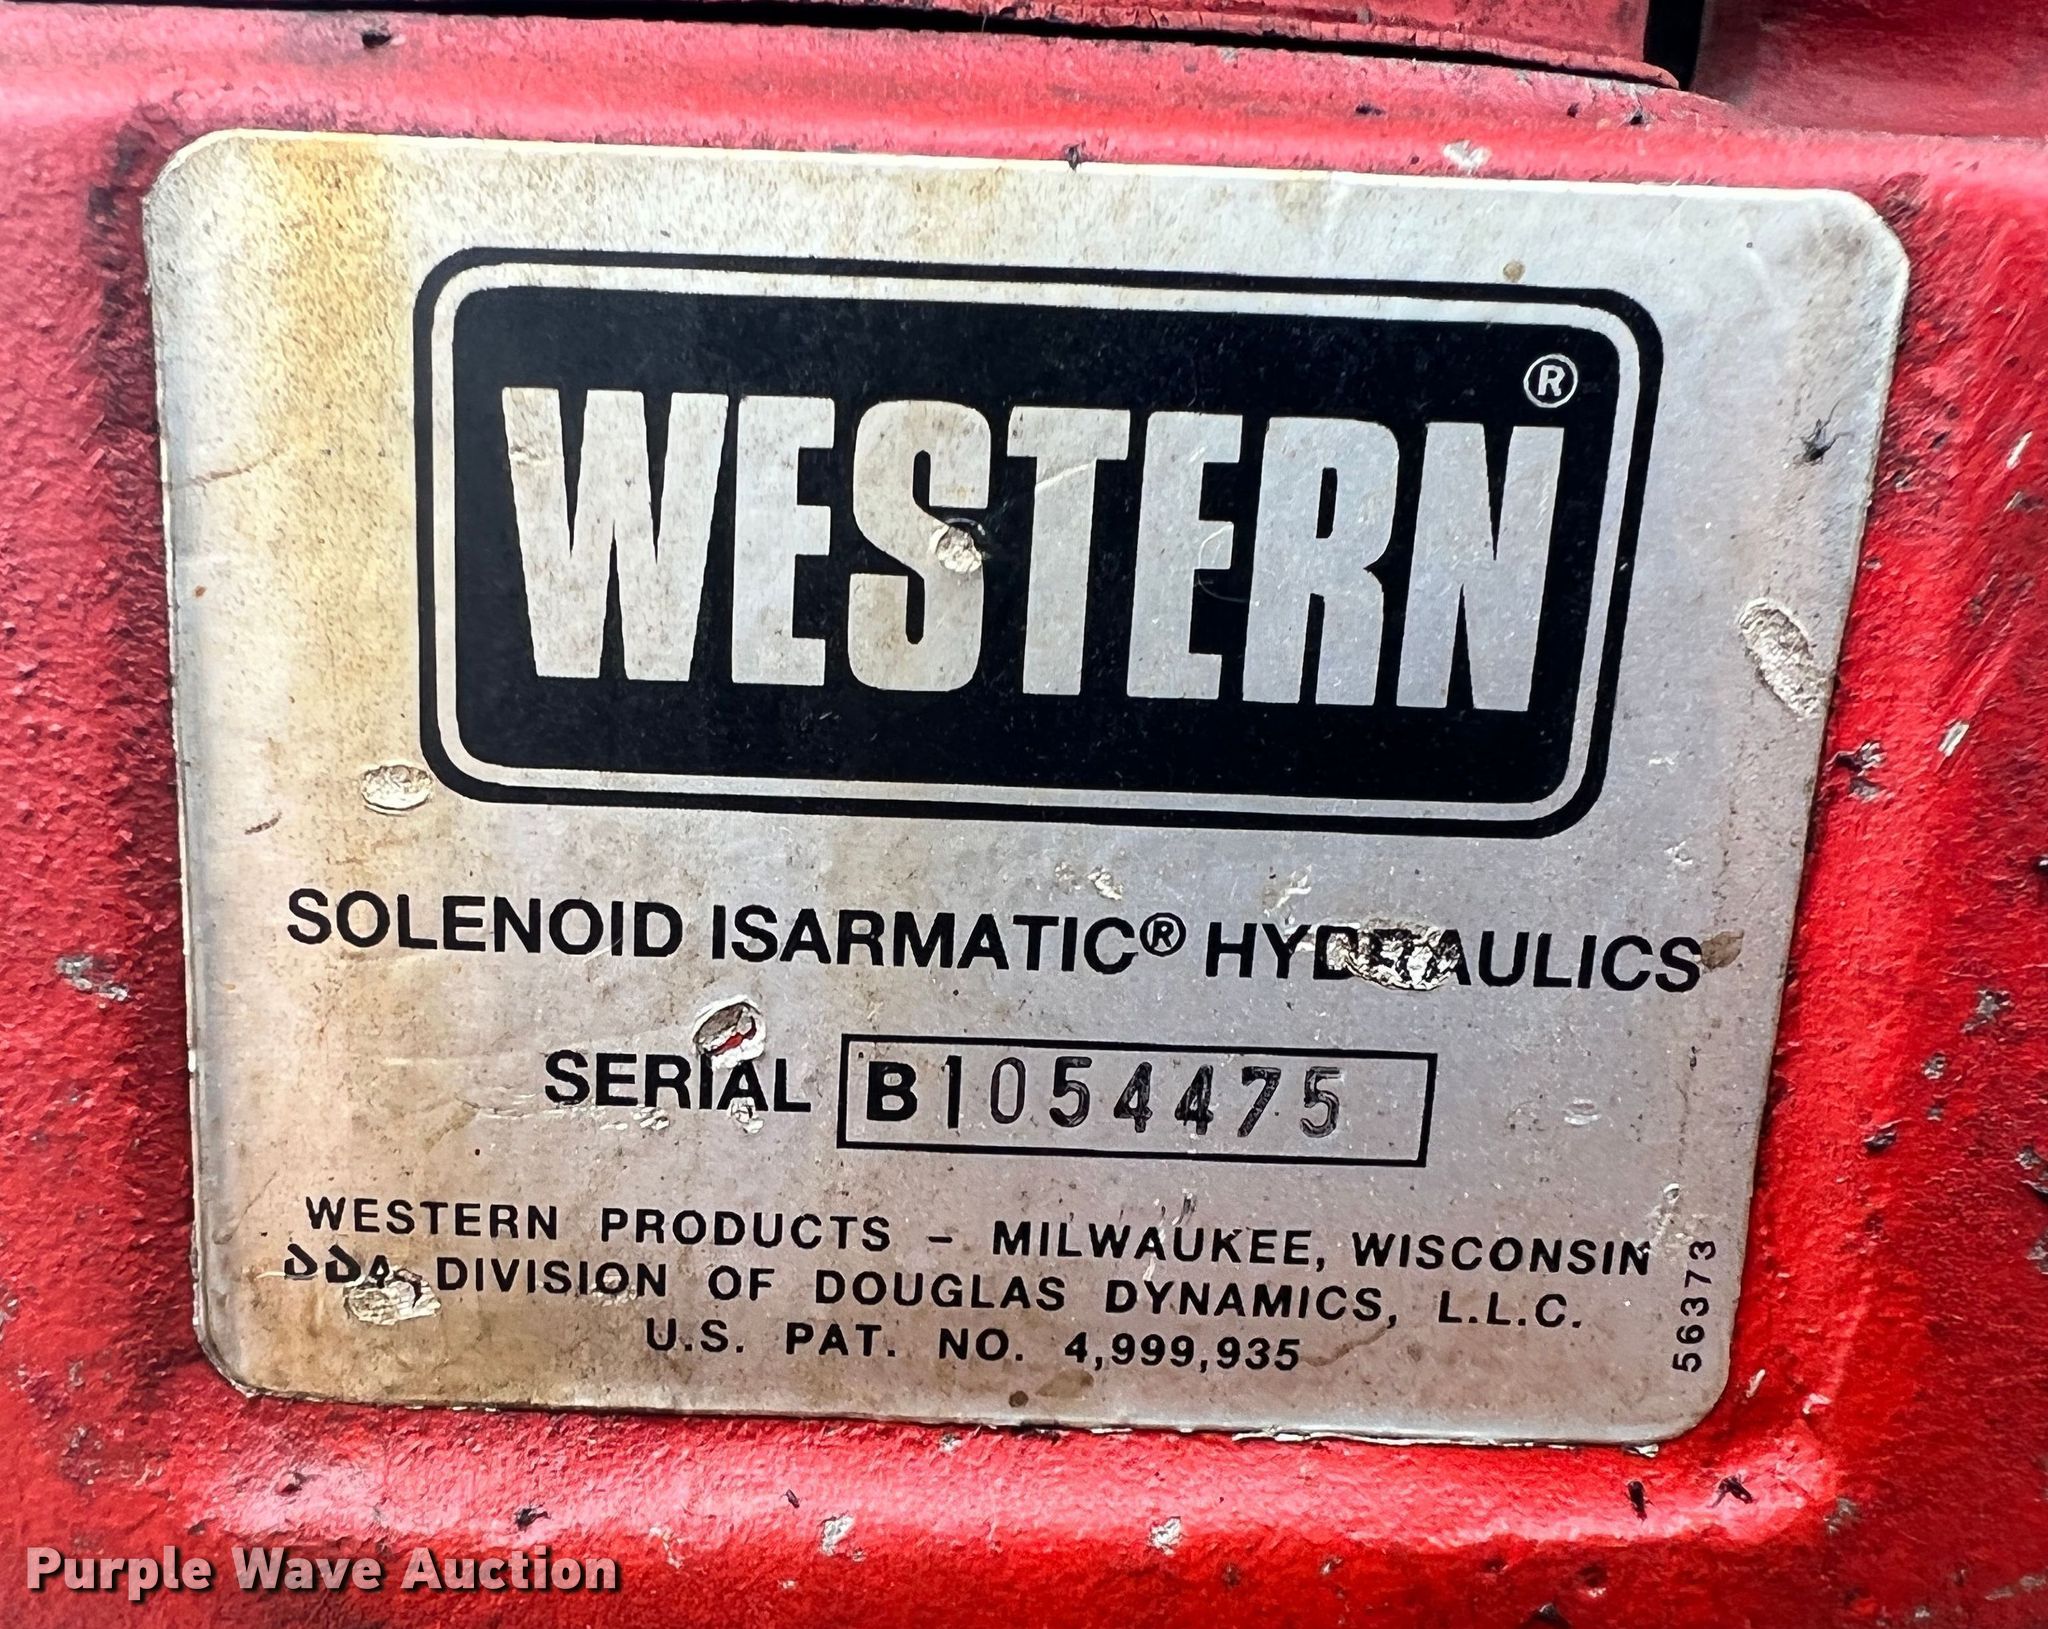 WESTERN®
SOLENOID ISARMATIC® HYDRAULICS
SERIAL B1054475
WESTERN PRODUCTS – MILWAUKEE, WISCONSIN
DIVISION OF DOUGLAS DYNAMICS, L.L.C.
U.S. PAT. NO. 4,999,935
56373
Purple Wave Auction